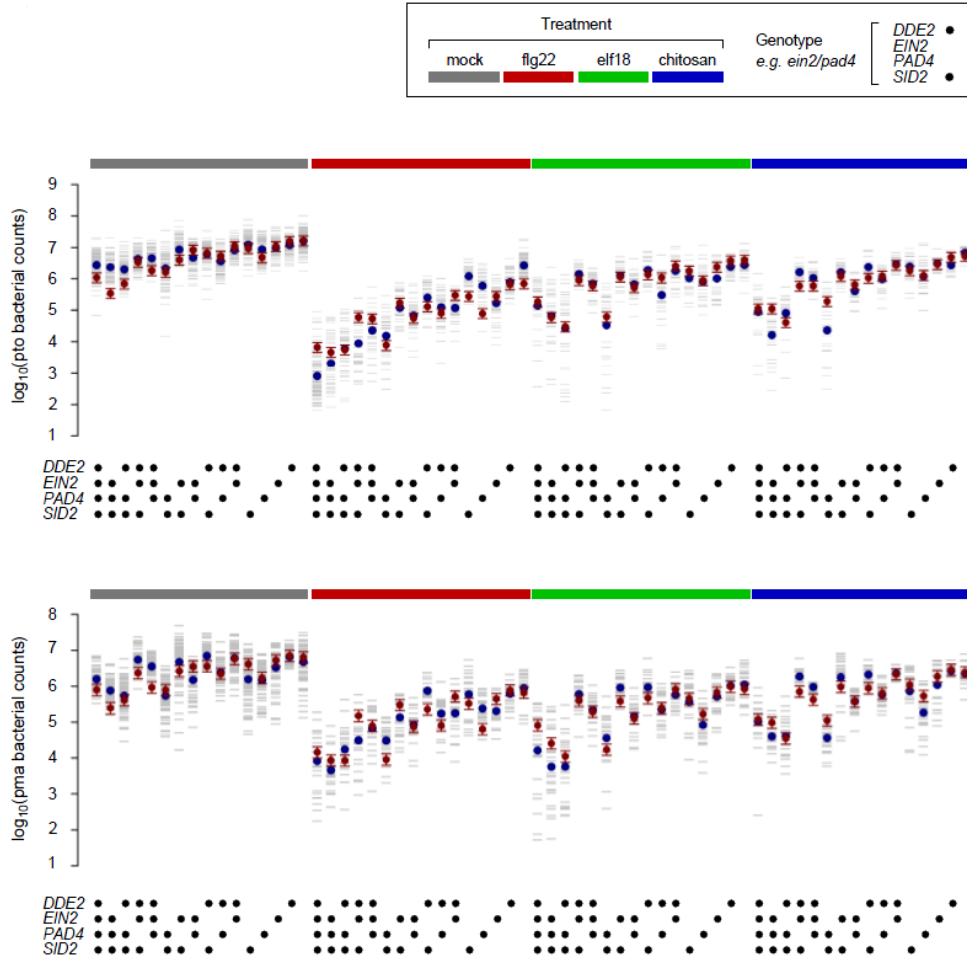 Treatment
mock flg22 elf18 chitosan
Genotype
e.g. ein2/pad4
DDE2
EIN2
PAD4
SID2
log10(pto bacterial counts)
9
8
7
6
5
4
3
2
1
DDE2
EIN2
PAD4
SID2
log10(pma bacterial counts)
8
7
6
5
4
3
2
1
DDE2
EIN2
PAD4
SID2